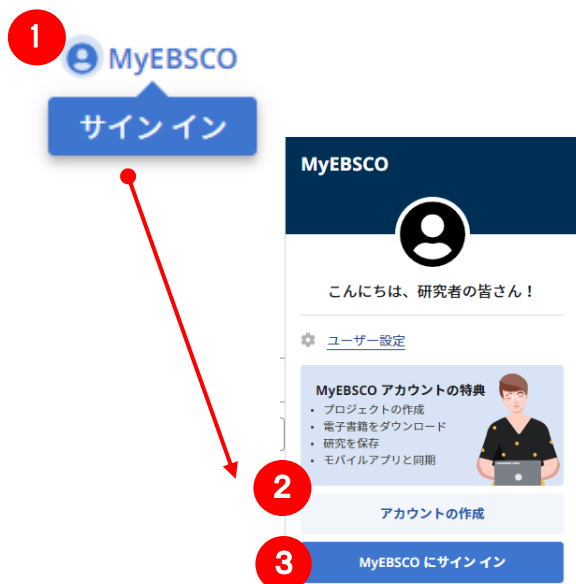 1
MyEBSCO
サイン イン
MyEBSCO
こんにちは、研究者の皆さん！
ユーザー設定
MyEBSCO アカウントの特典
• プロジェクトの作成
• 電子書籍をダウンロード
• 研究を保存
• モバイルアプリと同期
2
アカウントの作成
3
MyEBSCO にサイン イン